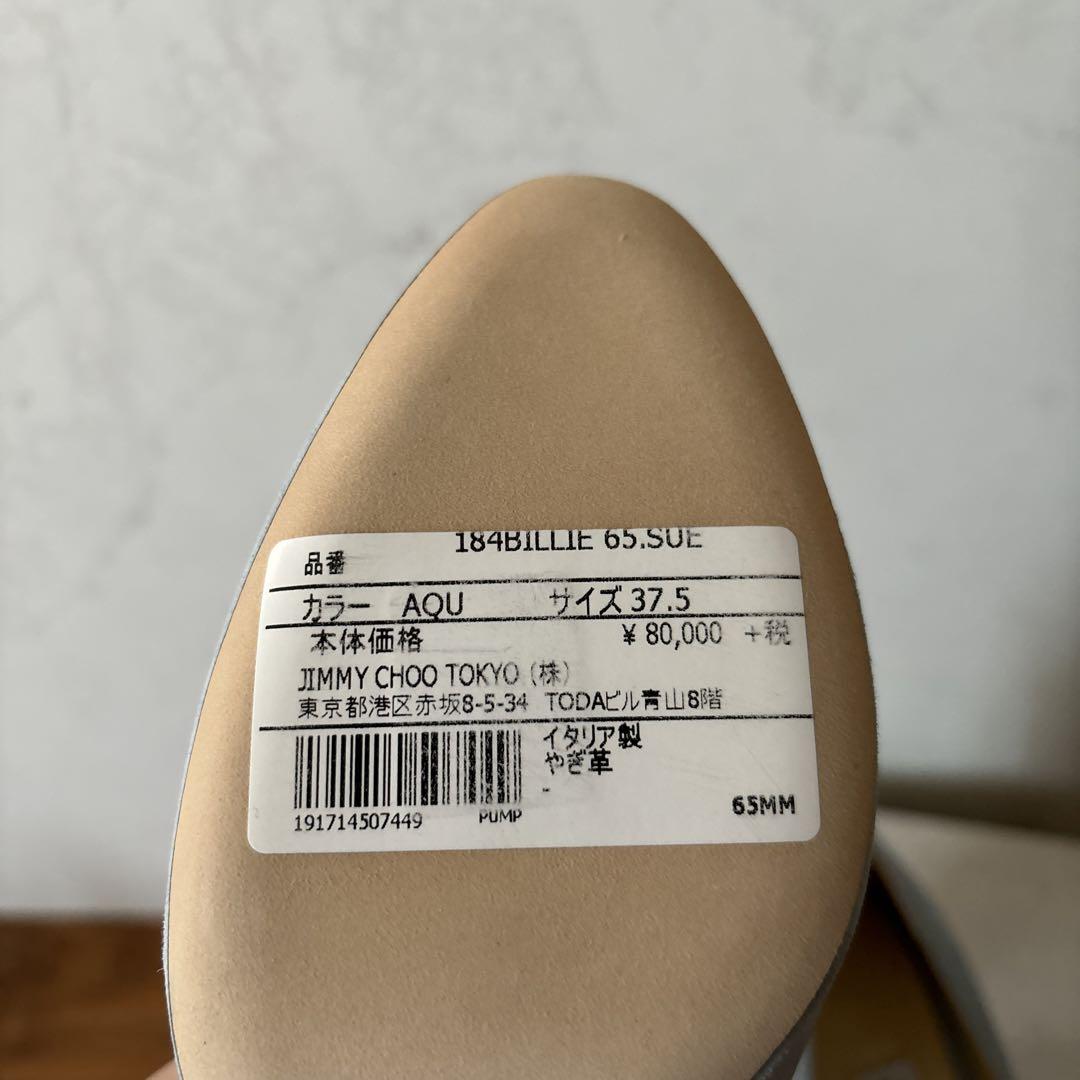 184BILLIE 65.SUE
品番
カラー AQU サイズ 37.5
本体価格 ¥ 80,000 +税
JIMMY CHOO TOKYO (株)
東京都港区赤坂8-5-34 TODAビル青山8階
イタリア製
やぎ革
-
191714507449 PUMP
65MM